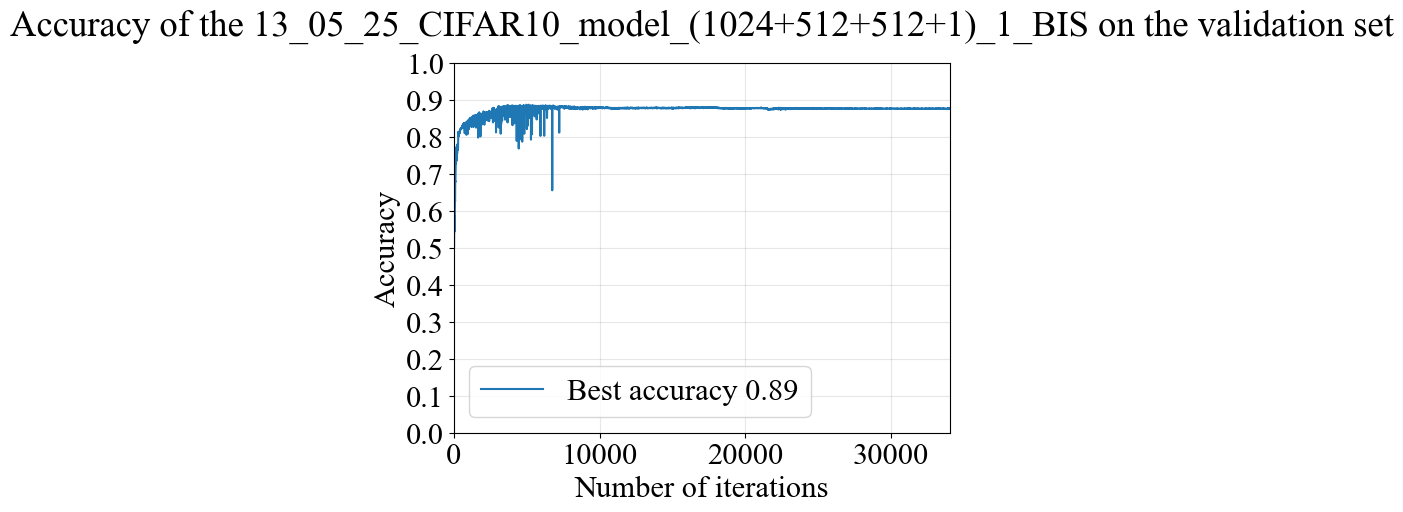 Accuracy of the 13_05_25_CIFAR10_model_(1024+512+512+1)_1_BIS on the validation set
1.0
0.9
0.8
0.7
0.6
0.5
0.4
0.3
0.2
0.1
0.0
Accuracy
Best accuracy 0.89
0 10000 20000 30000
Number of iterations